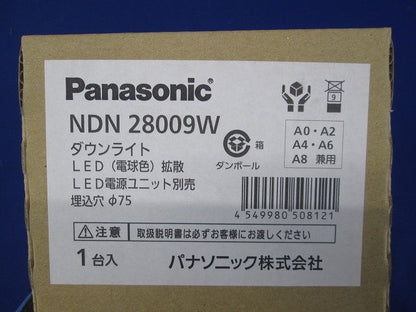 Panasonic
NDN 28009W
ダウンライト
LED（電球色）拡散
LED電源ユニット別売
埋込穴 φ75
箱
ダンボール
9
A0・A2
A4・A6
A8 兼用
4 549980 508121
注意 取扱説明書は必ずお客様にお渡しください
1台入
パナソニック株式会社